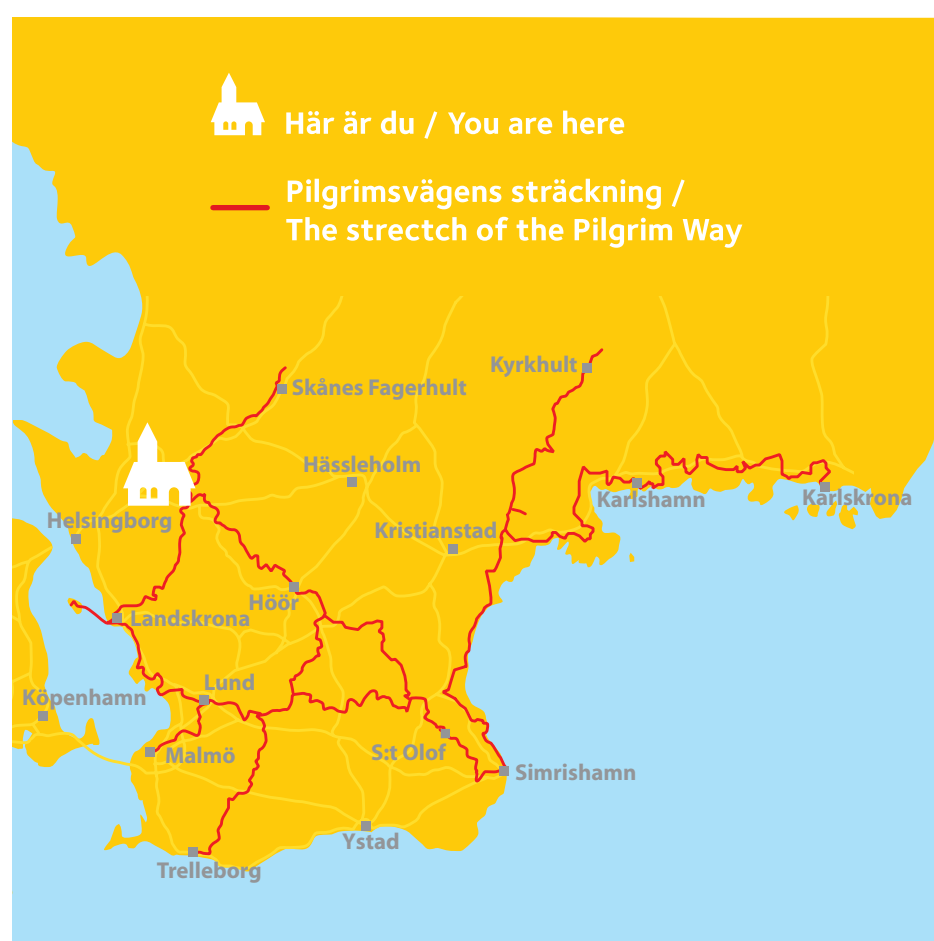 Här är du / You are here
Pilgrimsvägens sträckning /
The strectch of the Pilgrim Way
Kyrkhult
Skånes Fagerhult
Hässleholm
Karlshamn
Karlskrona
Helsingborg
Kristianstad
Höör
Landskrona
Lund
Köpenhamn
Malmö
S:t Olof
Simrishamn
Ystad
Trelleborg